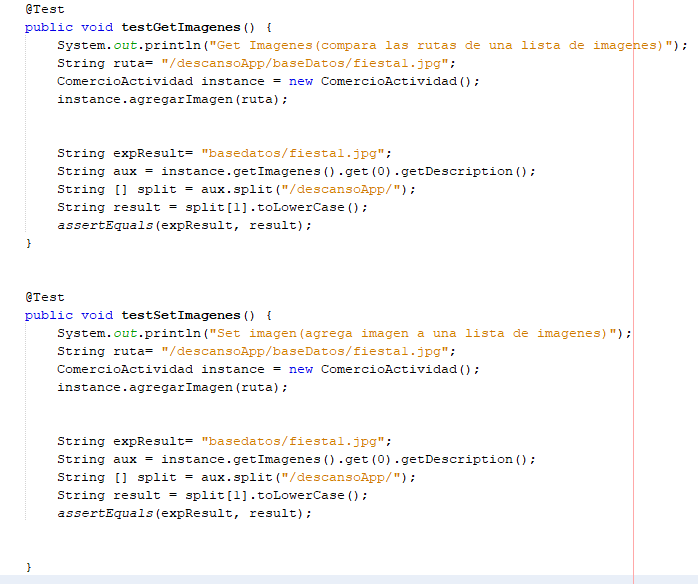 @Test
public void testGetImagenes() {
System.out.println("Get Imagenes(compara las rutas de una lista de imagenes)");
String ruta= "/descansoApp/baseDatos/fiesta1.jpg";
ComercioActividad instance = new ComercioActividad();
instance.agregarImagen(ruta);
String expResult= "basedatos/fiesta1.jpg";
String aux = instance.getImagenes().get(0).getDescription();
String [] split = aux.split("/descansoApp/");
String result = split[1].toLowerCase();
assertEquals(expResult, result);
}
@Test
public void testSetImagenes() {
System.out.println("Set imagen(agrega imagen a una lista de imagenes)");
String ruta= "/descansoApp/baseDatos/fiesta1.jpg";
ComercioActividad instance = new ComercioActividad();
instance.agregarImagen(ruta);
String expResult= "basedatos/fiesta1.jpg";
String aux = instance.getImagenes().get(0).getDescription();
String [] split = aux.split("/descansoApp/");
String result = split[1].toLowerCase();
assertEquals(expResult, result);
}